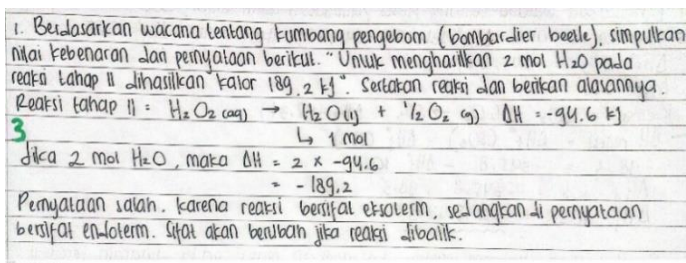 1. Berdasarkan wacana tentang kumbang pengebom (bombardier beetle), simpulkan
nilai kebenaran dan pernyataan berikut. "Untuk menghasilkan 2 mol H₂O pada
reaksi tahap II dihasilkan kalor 189,2 kJ". Sertakan reaksi dan berikan alasannya.
Reaksi tahap II = H₂O₂ (aq) → H₂O (l) + ½ O₂ (g) ΔH = -94.6 kJ
3 ↳ 1 mol
Jika 2 mol H₂O, maka ΔH = 2 x -94.6
= - 189,2
Pernyataan salah. karena reaksi bersifat eksoterm, sedangkan di pernyataan
bersifat endoterm. Sifat akan berubah jika reaksi dibalik.